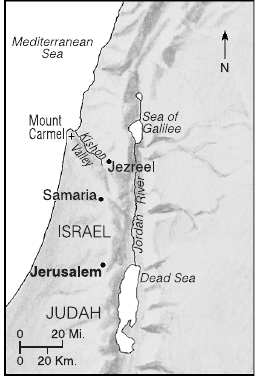 Mediterranean
Sea
N
Mount
Carmel
Sea of
Galilee
Kishon
Valley
Jezreel
Samaria
Jordan River
ISRAEL
Jerusalem
Dead Sea
JUDAH
0 20 Mi.
0 20 Km.